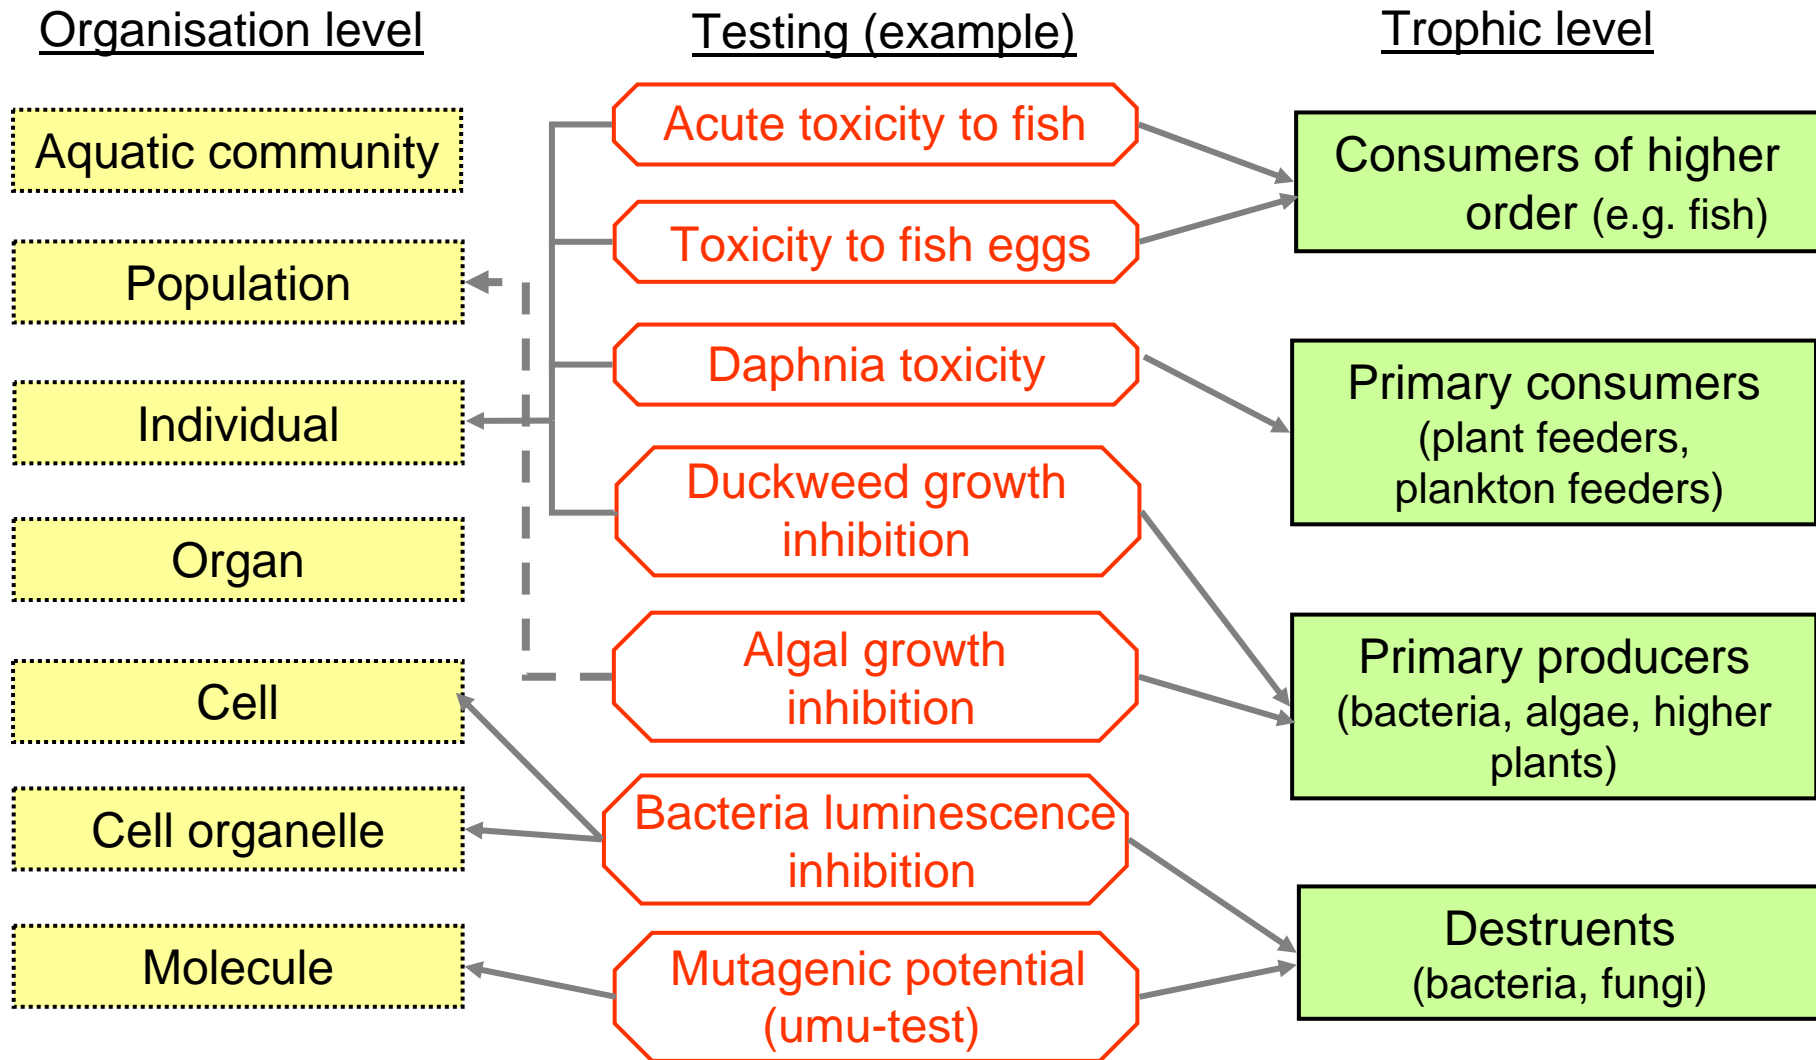 Organisation level
Testing (example)
Trophic level
Aquatic community
Population
Individual
Organ
Cell
Cell organelle
Molecule
Acute toxicity to fish
Toxicity to fish eggs
Daphnia toxicity
Duckweed growth
inhibition
Algal growth
inhibition
Bacteria luminescence
inhibition
Mutagenic potential
(umu-test)
Consumers of higher
order (e.g. fish)
Primary consumers
(plant feeders,
plankton feeders)
Primary producers
(bacteria, algae, higher
plants)
Destruents
(bacteria, fungi)